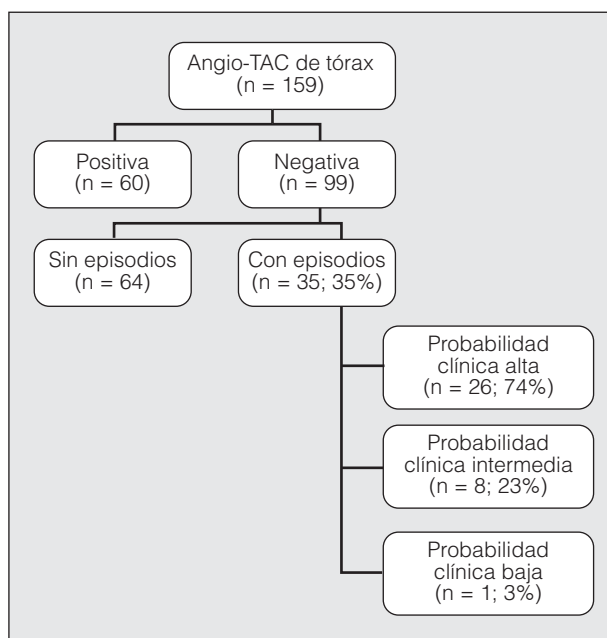 Angio-TAC de tórax
(n = 159)
Positiva
(n = 60)
Negativa
(n = 99)
Sin episodios
(n = 64)
Con episodios
(n = 35; 35%)
Probabilidad
clínica alta
(n = 26; 74%)
Probabilidad
clínica intermedia
(n = 8; 23%)
Probabilidad
clínica baja
(n = 1; 3%)